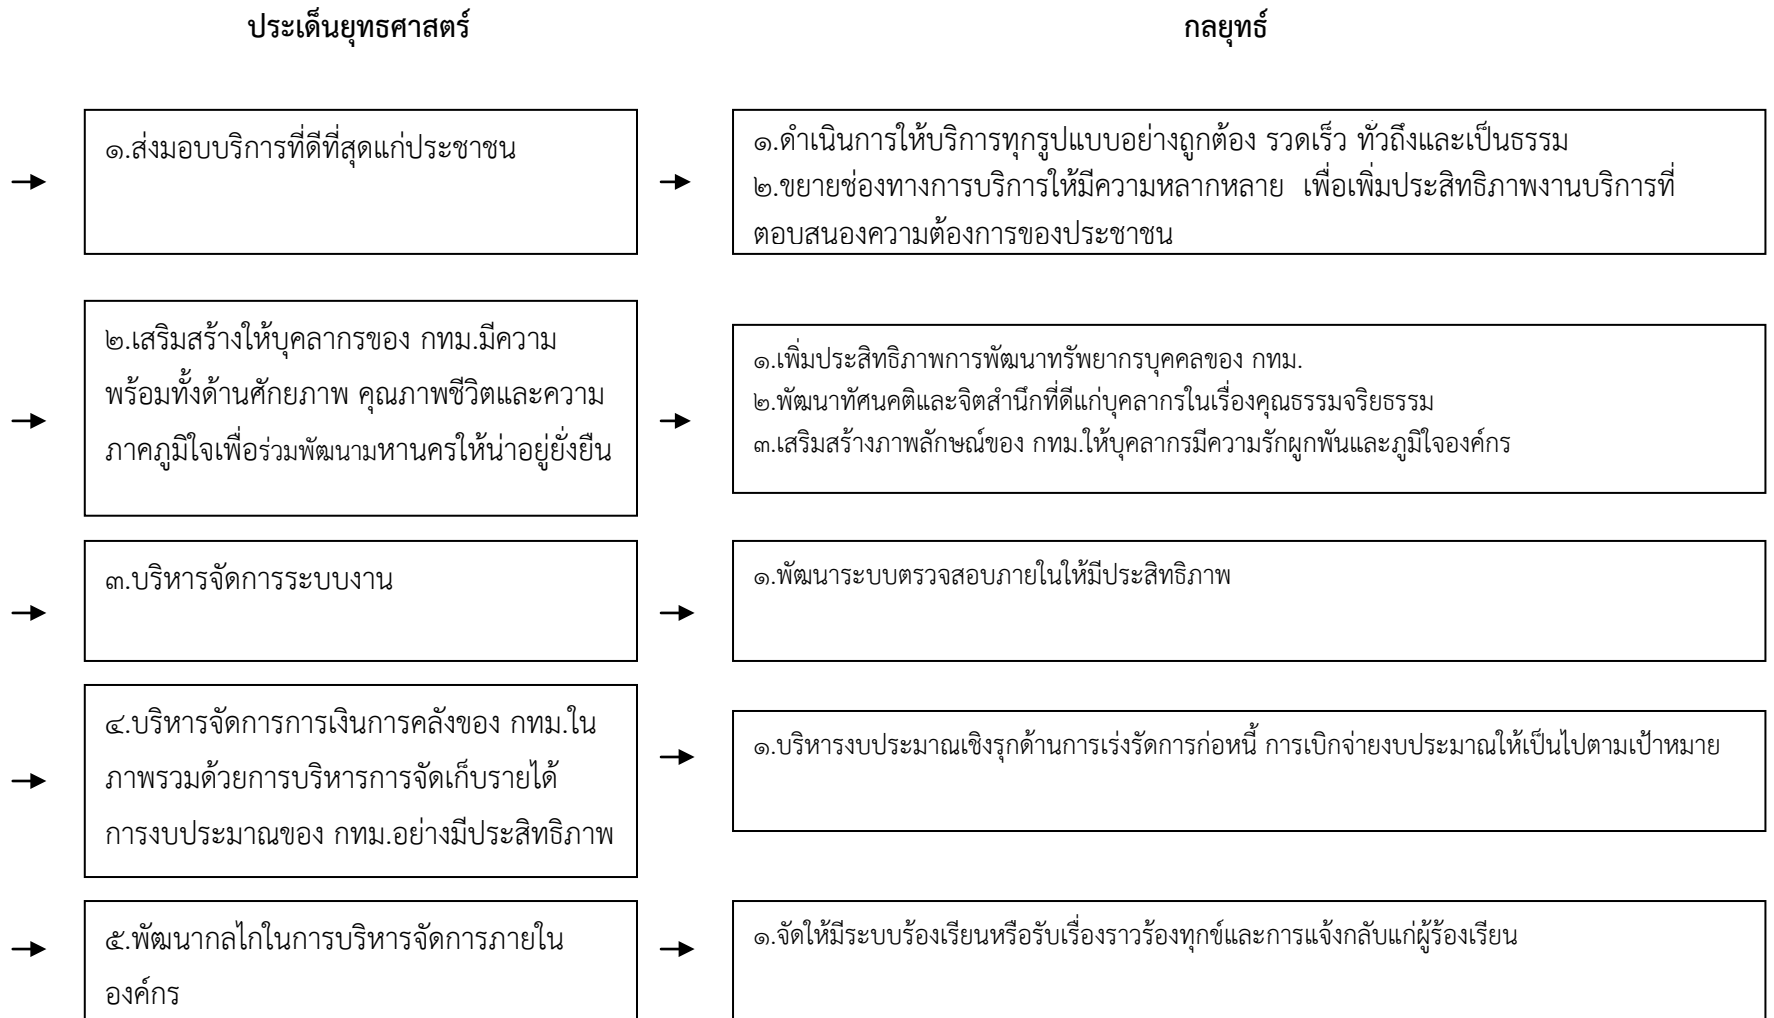 ประเด็นยุทธศาสตร์
กลยุทธ์
๑.ส่งมอบบริการที่ดีที่สุดแก่ประชาชน
๑.ดำเนินการให้บริการทุกรูปแบบอย่างถูกต้อง รวดเร็ว ทั่วถึงและเป็นธรรม
๒.ขยายช่องทางการบริการให้มีความหลากหลาย เพื่อเพิ่มประสิทธิภาพงานบริการที่
ตอบสนองความต้องการของประชาชน
๒.เสริมสร้างให้บุคลากรของ กทม.มีความ
พร้อมทั้งด้านศักยภาพ คุณภาพชีวิตและความ
ภาคภูมิใจเพื่อร่วมพัฒนามหานครให้น่าอยู่ยั่งยืน
๑.เพิ่มประสิทธิภาพการพัฒนาทรัพยากรบุคคลของ กทม.
๒.พัฒนาทัศนคติและจิตสำนึกที่ดีแก่บุคลากรในเรื่องคุณธรรมจริยธรรม
๓.เสริมสร้างภาพลักษณ์ของ กทม.ให้บุคลากรมีความรักผูกพันและภูมิใจองค์กร
๓.บริหารจัดการระบบงาน
๑.พัฒนาระบบตรวจสอบภายในให้มีประสิทธิภาพ
๔.บริหารจัดการการเงินการคลังของ กทม.ใน
ภาพรวมด้วยการบริหารการจัดเก็บรายได้
การงบประมาณของ กทม.อย่างมีประสิทธิภาพ
๑.บริหารงบประมาณเชิงรุกด้านการเร่งรัดการก่อหนี้ การเบิกจ่ายงบประมาณให้เป็นไปตามเป้าหมาย
๕.พัฒนากลไกในการบริหารจัดการภายใน
องค์กร
๑.จัดให้มีระบบร้องเรียนหรือรับเรื่องราวร้องทุกข์และการแจ้งกลับแก่ผู้ร้องเรียน